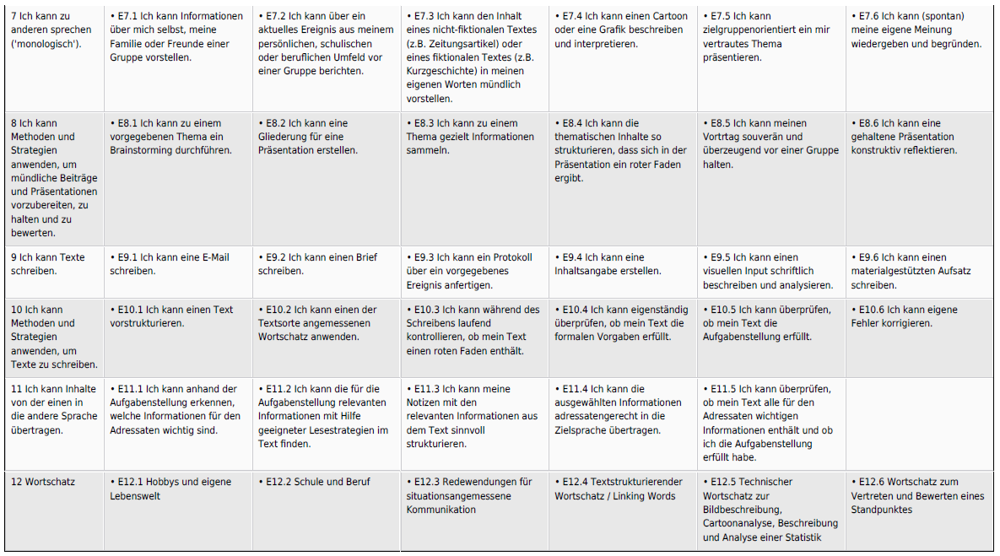 7 Ich kann zu
anderen sprechen
('monologisch').
• E7.1 Ich kann Informationen
über mich selbst, meine
Familie oder Freunde einer
Gruppe vorstellen.
• E7.2 Ich kann über ein
aktuelles Ereignis aus meinem
persönlichen, schulischen
oder beruflichen Umfeld vor
einer Gruppe berichten.
• E7.3 Ich kann den Inhalt
eines nicht-fiktionalen Textes
(z.B. Zeitungsartikel) oder
eines fiktionalen Textes (z.B.
Kurzgeschichte) in meinen
eigenen Worten mündlich
vorstellen.
• E7.4 Ich kann einen Cartoon
oder eine Grafik beschreiben
und interpretieren.
• E7.5 Ich kann
zielgruppenorientiert ein mir
vertrautes Thema
präsentieren.
• E7.6 Ich kann (spontan)
meine eigene Meinung
wiedergeben und begründen.
8 Ich kann
Methoden und
Strategien
anwenden, um
mündliche Beiträge
und Präsentationen
vorzubereiten, zu
halten und zu
bewerten.
• E8.1 Ich kann zu einem
vorgegebenen Thema ein
Brainstorming durchführen.
• E8.2 Ich kann eine
Gliederung für eine
Präsentation erstellen.
• E8.3 Ich kann zu einem
Thema gezielt Informationen
sammeln.
• E8.4 Ich kann die
thematischen Inhalte so
strukturieren, dass sich in der
Präsentation ein roter Faden
ergibt.
• E8.5 Ich kann meinen
Vortrtag souverän und
überzeugend vor einer Gruppe
halten.
• E8.6 Ich kann eine
gehaltene Präsentation
konstruktiv reflektieren.
9 Ich kann Texte
schreiben.
• E9.1 Ich kann eine E-Mail
schreiben.
• E9.2 Ich kann einen Brief
schreiben.
• E9.3 Ich kann ein Protokoll
über ein vorgegebenes
Ereignis anfertigen.
• E9.4 Ich kann eine
Inhaltsangabe erstellen.
• E9.5 Ich kann einen
visuellen Input schriftlich
beschreiben und analysieren.
• E9.6 Ich kann einen
materialgestützten Aufsatz
schreiben.
10 Ich kann
Methoden und
Strategien
anwenden, um
Texte zu schreiben.
• E10.1 Ich kann einen Text
vorstrukturieren.
• E10.2 Ich kann einen der
Textsorte angemessenen
Wortschatz anwenden.
• E10.3 Ich kann während des
Schreibens laufend
kontrollieren, ob mein Text
einen roten Faden enthält.
• E10.4 Ich kann eigenständig
überprüfen, ob mein Text die
formalen Vorgaben erfüllt.
• E10.5 Ich kann überprüfen,
ob mein Text die
Aufgabenstellung erfüllt.
• E10.6 Ich kann eigene
Fehler korrigieren.
11 Ich kann Inhalte
von der einen in
die andere Sprache
übertragen.
• E11.1 Ich kann anhand der
Aufgabenstellung erkennen,
welche Informationen für den
Adressaten wichtig sind.
• E11.2 Ich kann die für die
Aufgabenstellung relevanten
Informationen mit Hilfe
geeigneter Lesestrategien im
Text finden.
• E11.3 Ich kann meine
Notizen mit den
relevanten Informationen aus
dem Text sinnvoll
strukturieren.
• E11.4 Ich kann die
ausgewählten Informationen
adressatengerecht in die
Zielsprache übertragen.
• E11.5 Ich kann überprüfen,
ob mein Text alle für den
Adressaten wichtigen
Informationen enthält und ob
ich die Aufgabenstellung
erfüllt habe.
12 Wortschatz
• E12.1 Hobbys und eigene
Lebenswelt
• E12.2 Schule und Beruf
• E12.3 Redewendungen für
situationsangemessene
Kommunikation
• E12.4 Textstrukturierender
Wortschatz / Linking Words
• E12.5 Technischer
Wortschatz zur
Bildbeschreibung,
Cartoonanalyse, Beschreibung
und Analyse einer Statistik
• E12.6 Wortschatz zum
Vertreten und Bewerten eines
Standpunktes